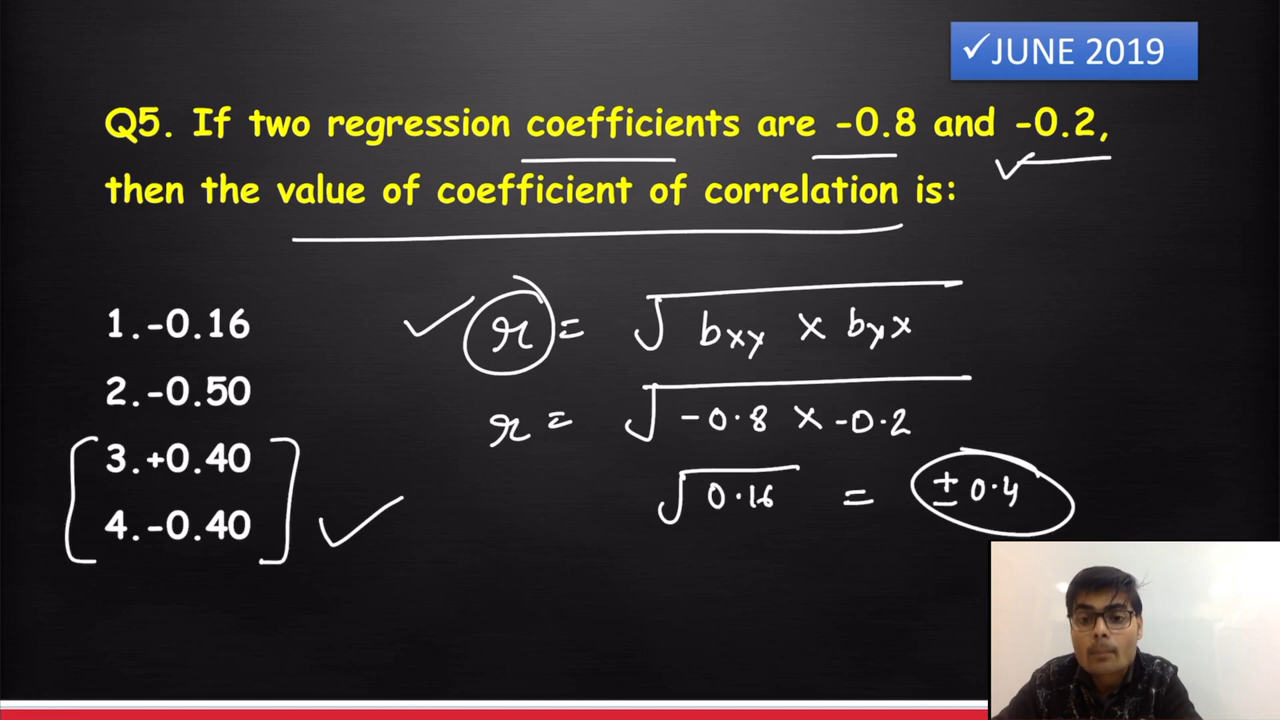 ✓JUNE 2019
Q5. If two regression coefficients are -0.8 and -0.2,
then the value of coefficient of correlation is:
1.-0.16
2.-0.50
3.+0.40
4.-0.40
r = √bxy × byx
r = √-0.8 × -0.2
√0.16 = ±0.4